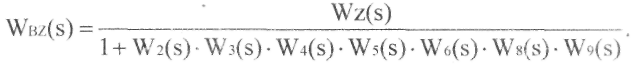 W_BZ(s) = WZ(s) / (1 + W2(s) · W3(s) · W4(s) · W5(s) · W6(s) · W8(s) · W9(s)).